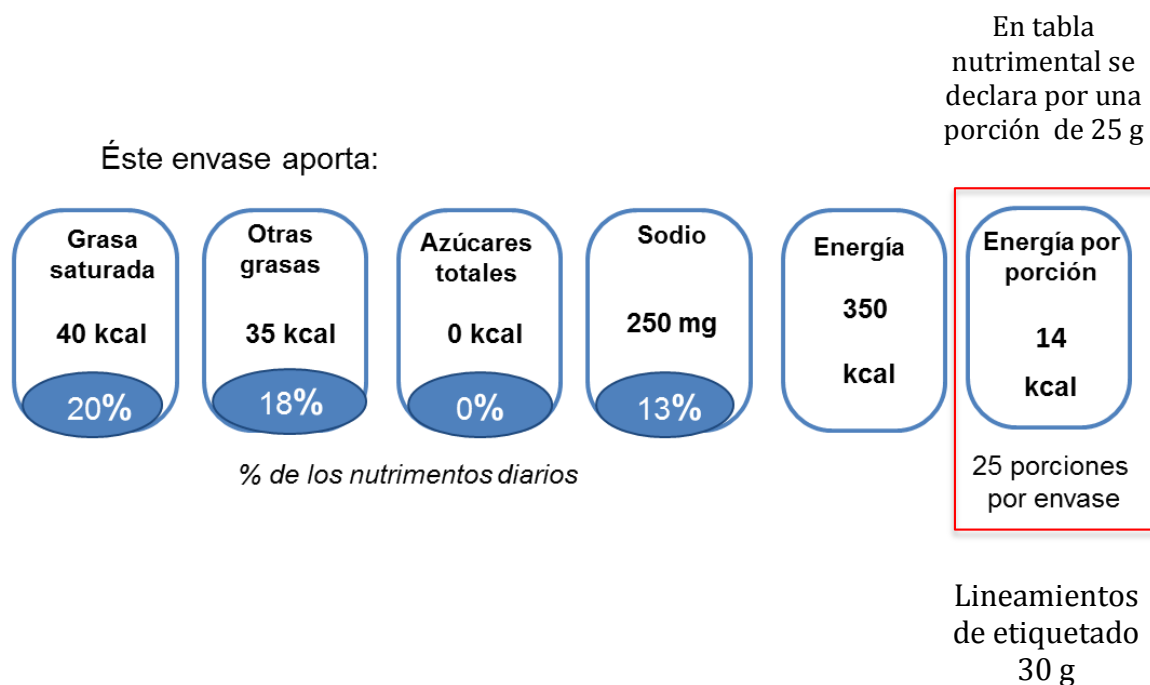 En tabla
nutrimental se
declara por una
porción de 25 g
Éste envase aporta:
Grasa
saturada
40 kcal
20%
Otras
grasas
35 kcal
18%
Azúcares
totales
0 kcal
0%
Sodio
250 mg
13%
Energía
350
kcal
Energía por
porción
14
kcal
% de los nutrimentos diarios
25 porciones
por envase
Lineamientos
de etiquetado
30 g